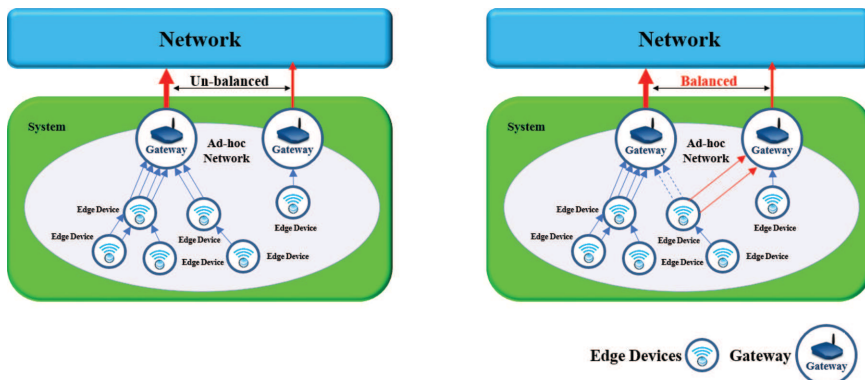 Network
Un-balanced
System
Gateway
Ad-hoc
Network
Gateway
Edge Device
Edge Device
Edge Device
Edge Device
Edge Device
Edge Device
Network
Balanced
System
Gateway
Ad-hoc
Network
Gateway
Edge Device
Edge Device
Edge Device
Edge Device
Edge Device
Edge Device
Edge Devices
Gateway
Gateway